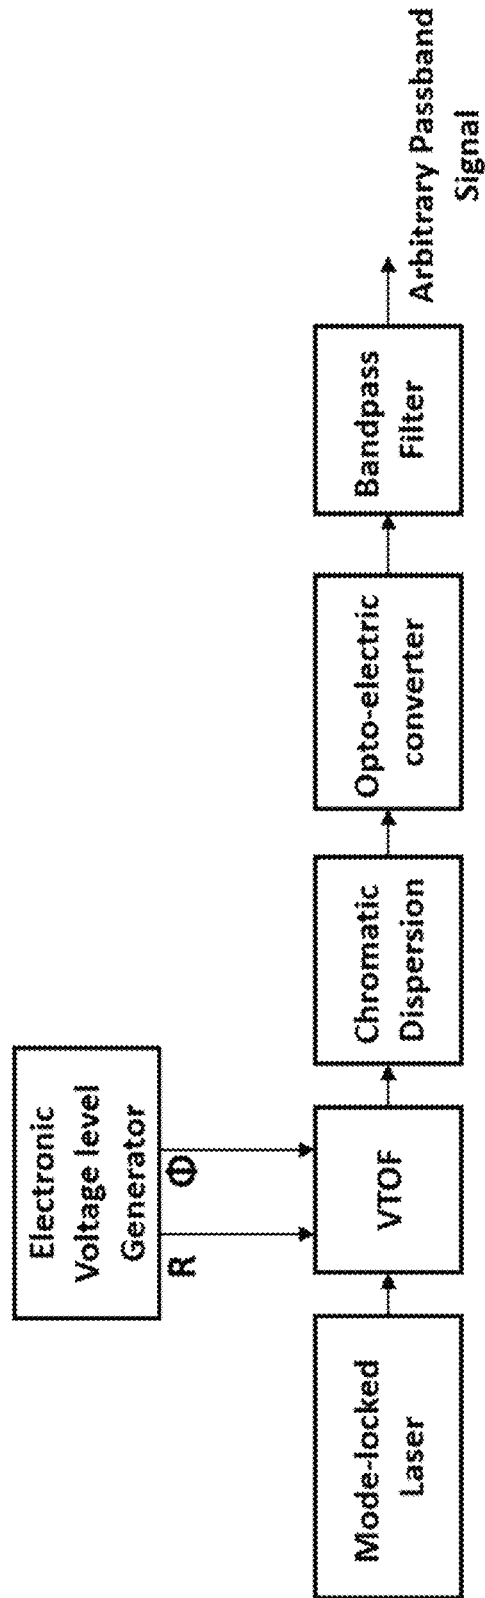 Electronic
Voltage level
Generator
R
Φ
Mode-locked
Laser
VTOF
Chromatic
Dispersion
Opto-electric
converter
Bandpass
Filter
Arbitrary Passband
Signal